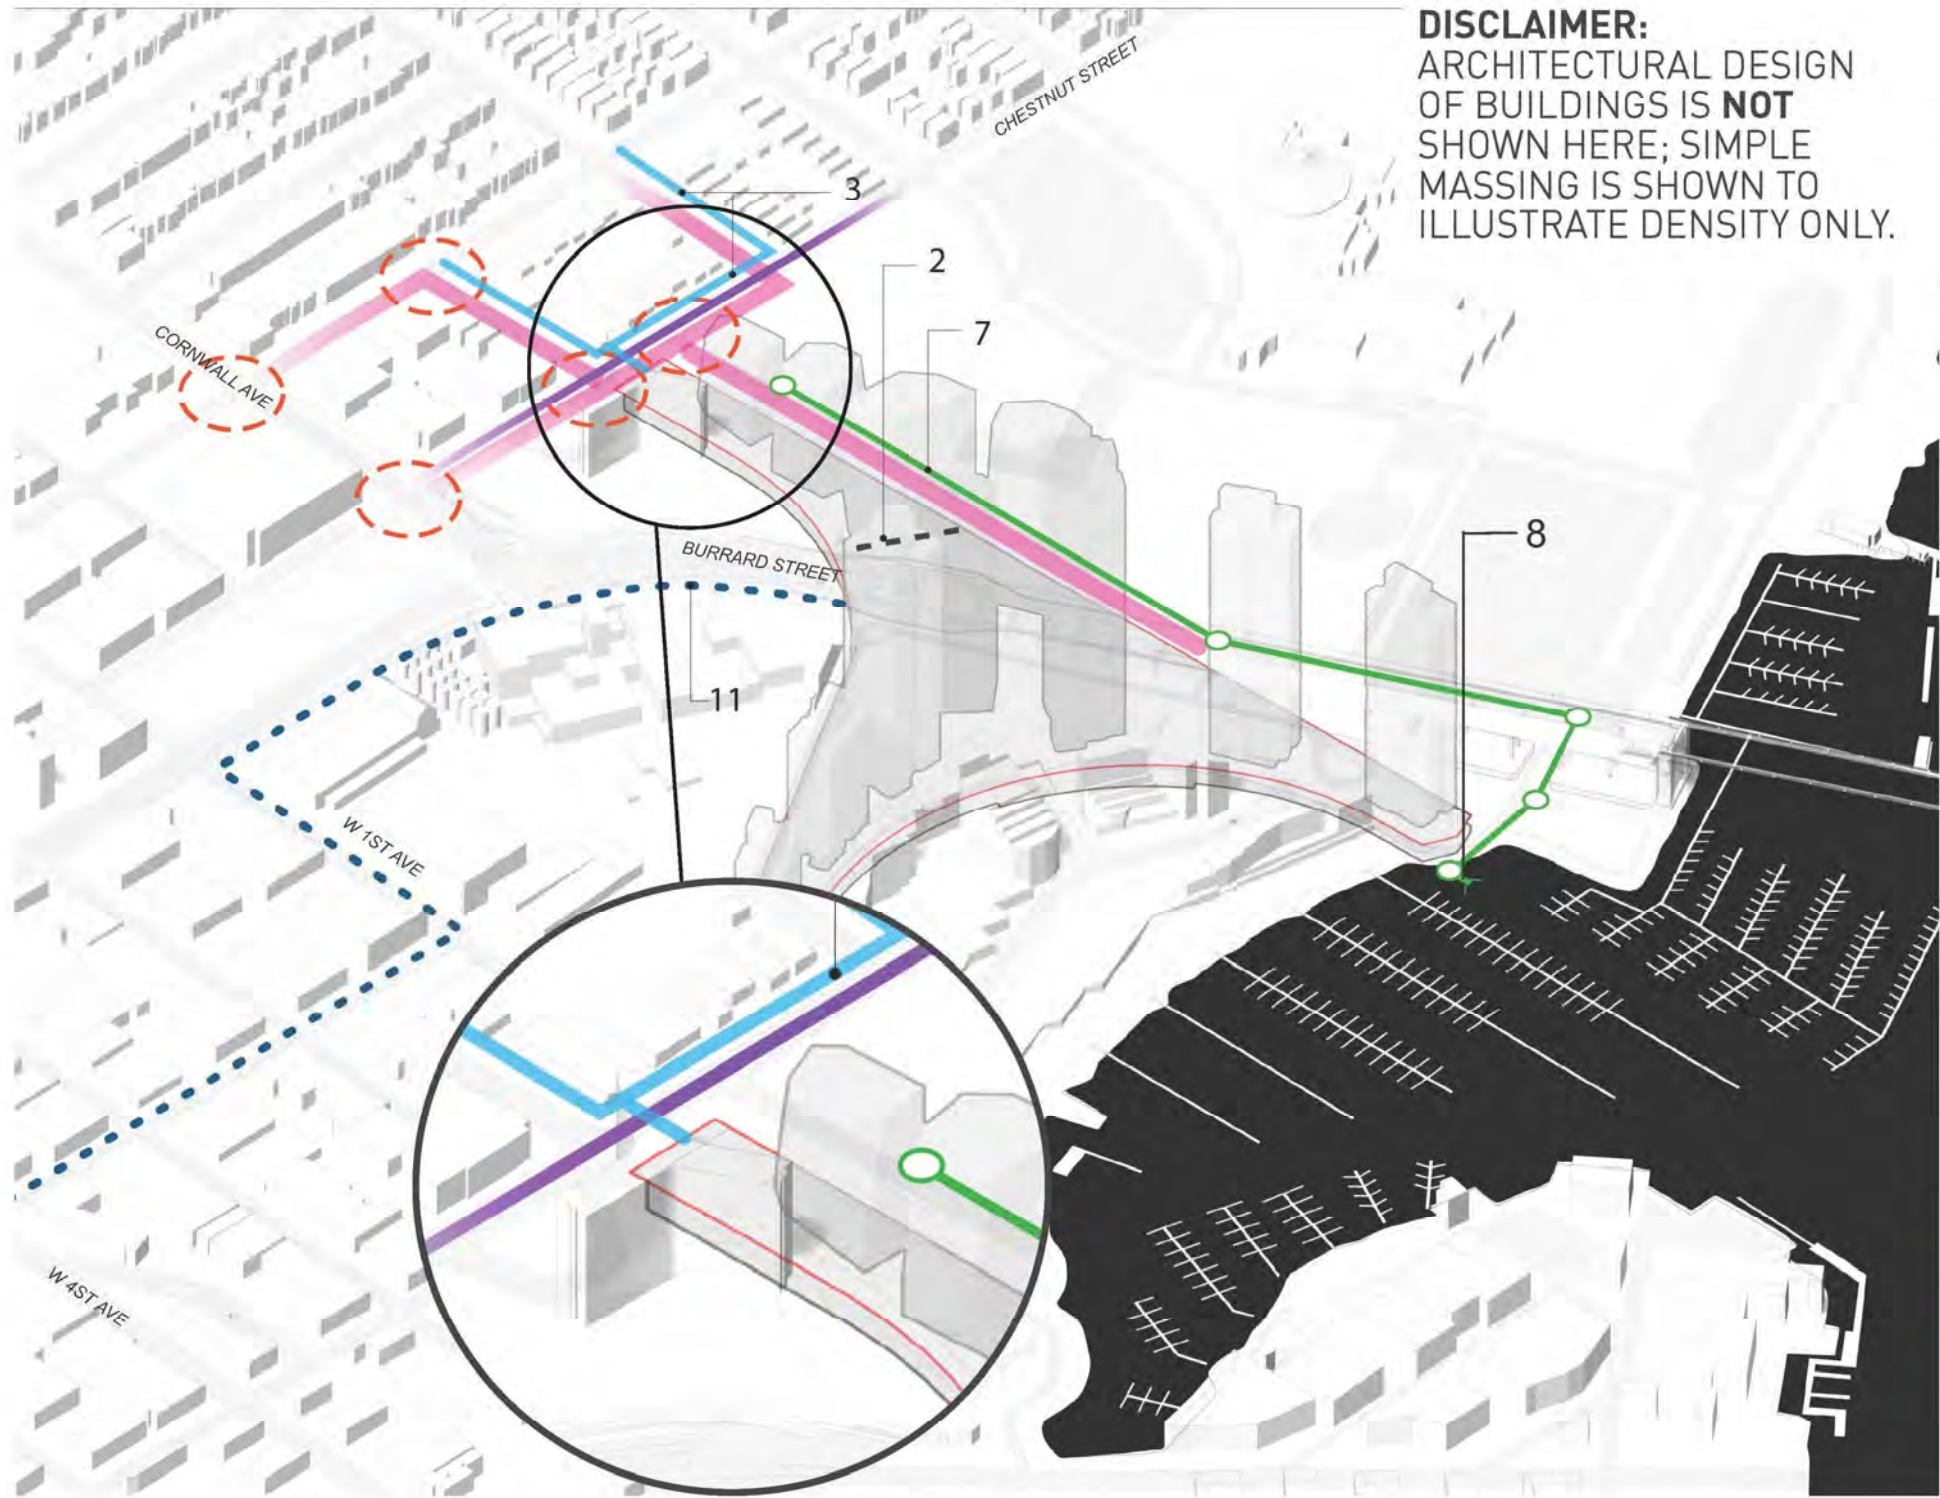 DISCLAIMER:
ARCHITECTURAL DESIGN
OF BUILDINGS IS NOT
SHOWN HERE; SIMPLE
MASSING IS SHOWN TO
ILLUSTRATE DENSITY ONLY.
CHESTNUT STREET
3
2
7
CORNWALL AVE
8
BURRARD STREET
11
W 1ST AVE
W 4ST AVE